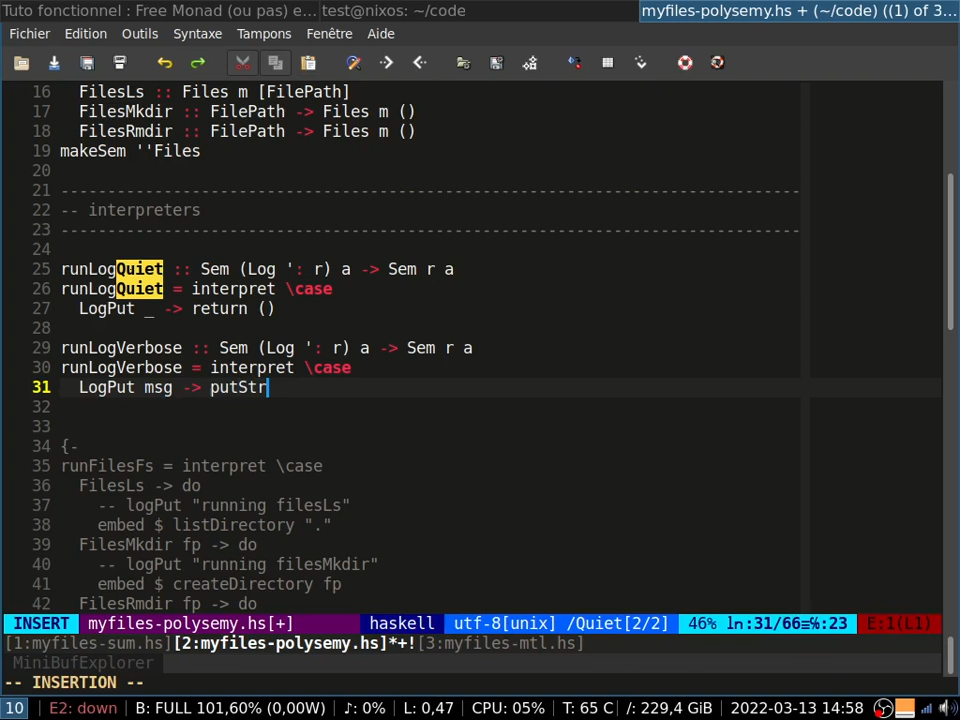 Tuto fonctionnel : Free Monad (ou pas) e... test@nixos: ~/code myfiles-polysemy.hs + (~/code) ((1) of 3...
Fichier Edition Outils Syntaxe Tampons Fenêtre Aide
16 FilesLs :: Files m [FilePath]
17 FilesMkdir :: FilePath -> Files m ()
18 FilesRmdir :: FilePath -> Files m ()
19 makeSem ''Files
20
21 -------------------------------------------------------------------------------
22 -- interpreters
23 -------------------------------------------------------------------------------
24
25 runLogQuiet :: Sem (Log ': r) a -> Sem r a
26 runLogQuiet = interpret \case
27 LogPut _ -> return ()
28
29 runLogVerbose :: Sem (Log ': r) a -> Sem r a
30 runLogVerbose = interpret \case
31 LogPut msg -> putStr
32
33
34 {-
35 runFilesFs = interpret \case
36 FilesLs -> do
37 -- logPut "running filesLs"
38 embed $ listDirectory "."
39 FilesMkdir fp -> do
40 -- logPut "running filesMkdir"
41 embed $ createDirectory fp
42 FilesRmdir fp -> do
INSERT myfiles-polysemy.hs[+] haskell utf-8[unix] /Quiet[2/2] 46% ln:31/66≡℅:23 E:1(L1)
[1:myfiles-sum.hs][2:myfiles-polysemy.hs]*+![3:myfiles-mtl.hs]
MiniBufExplorer
-- INSERTION --
10 E2: down B: FULL 101,60% (0,00W) ♪: 0% L: 0,47 CPU: 05% T: 65 C /: 229,4 GiB 2022-03-13 14:58